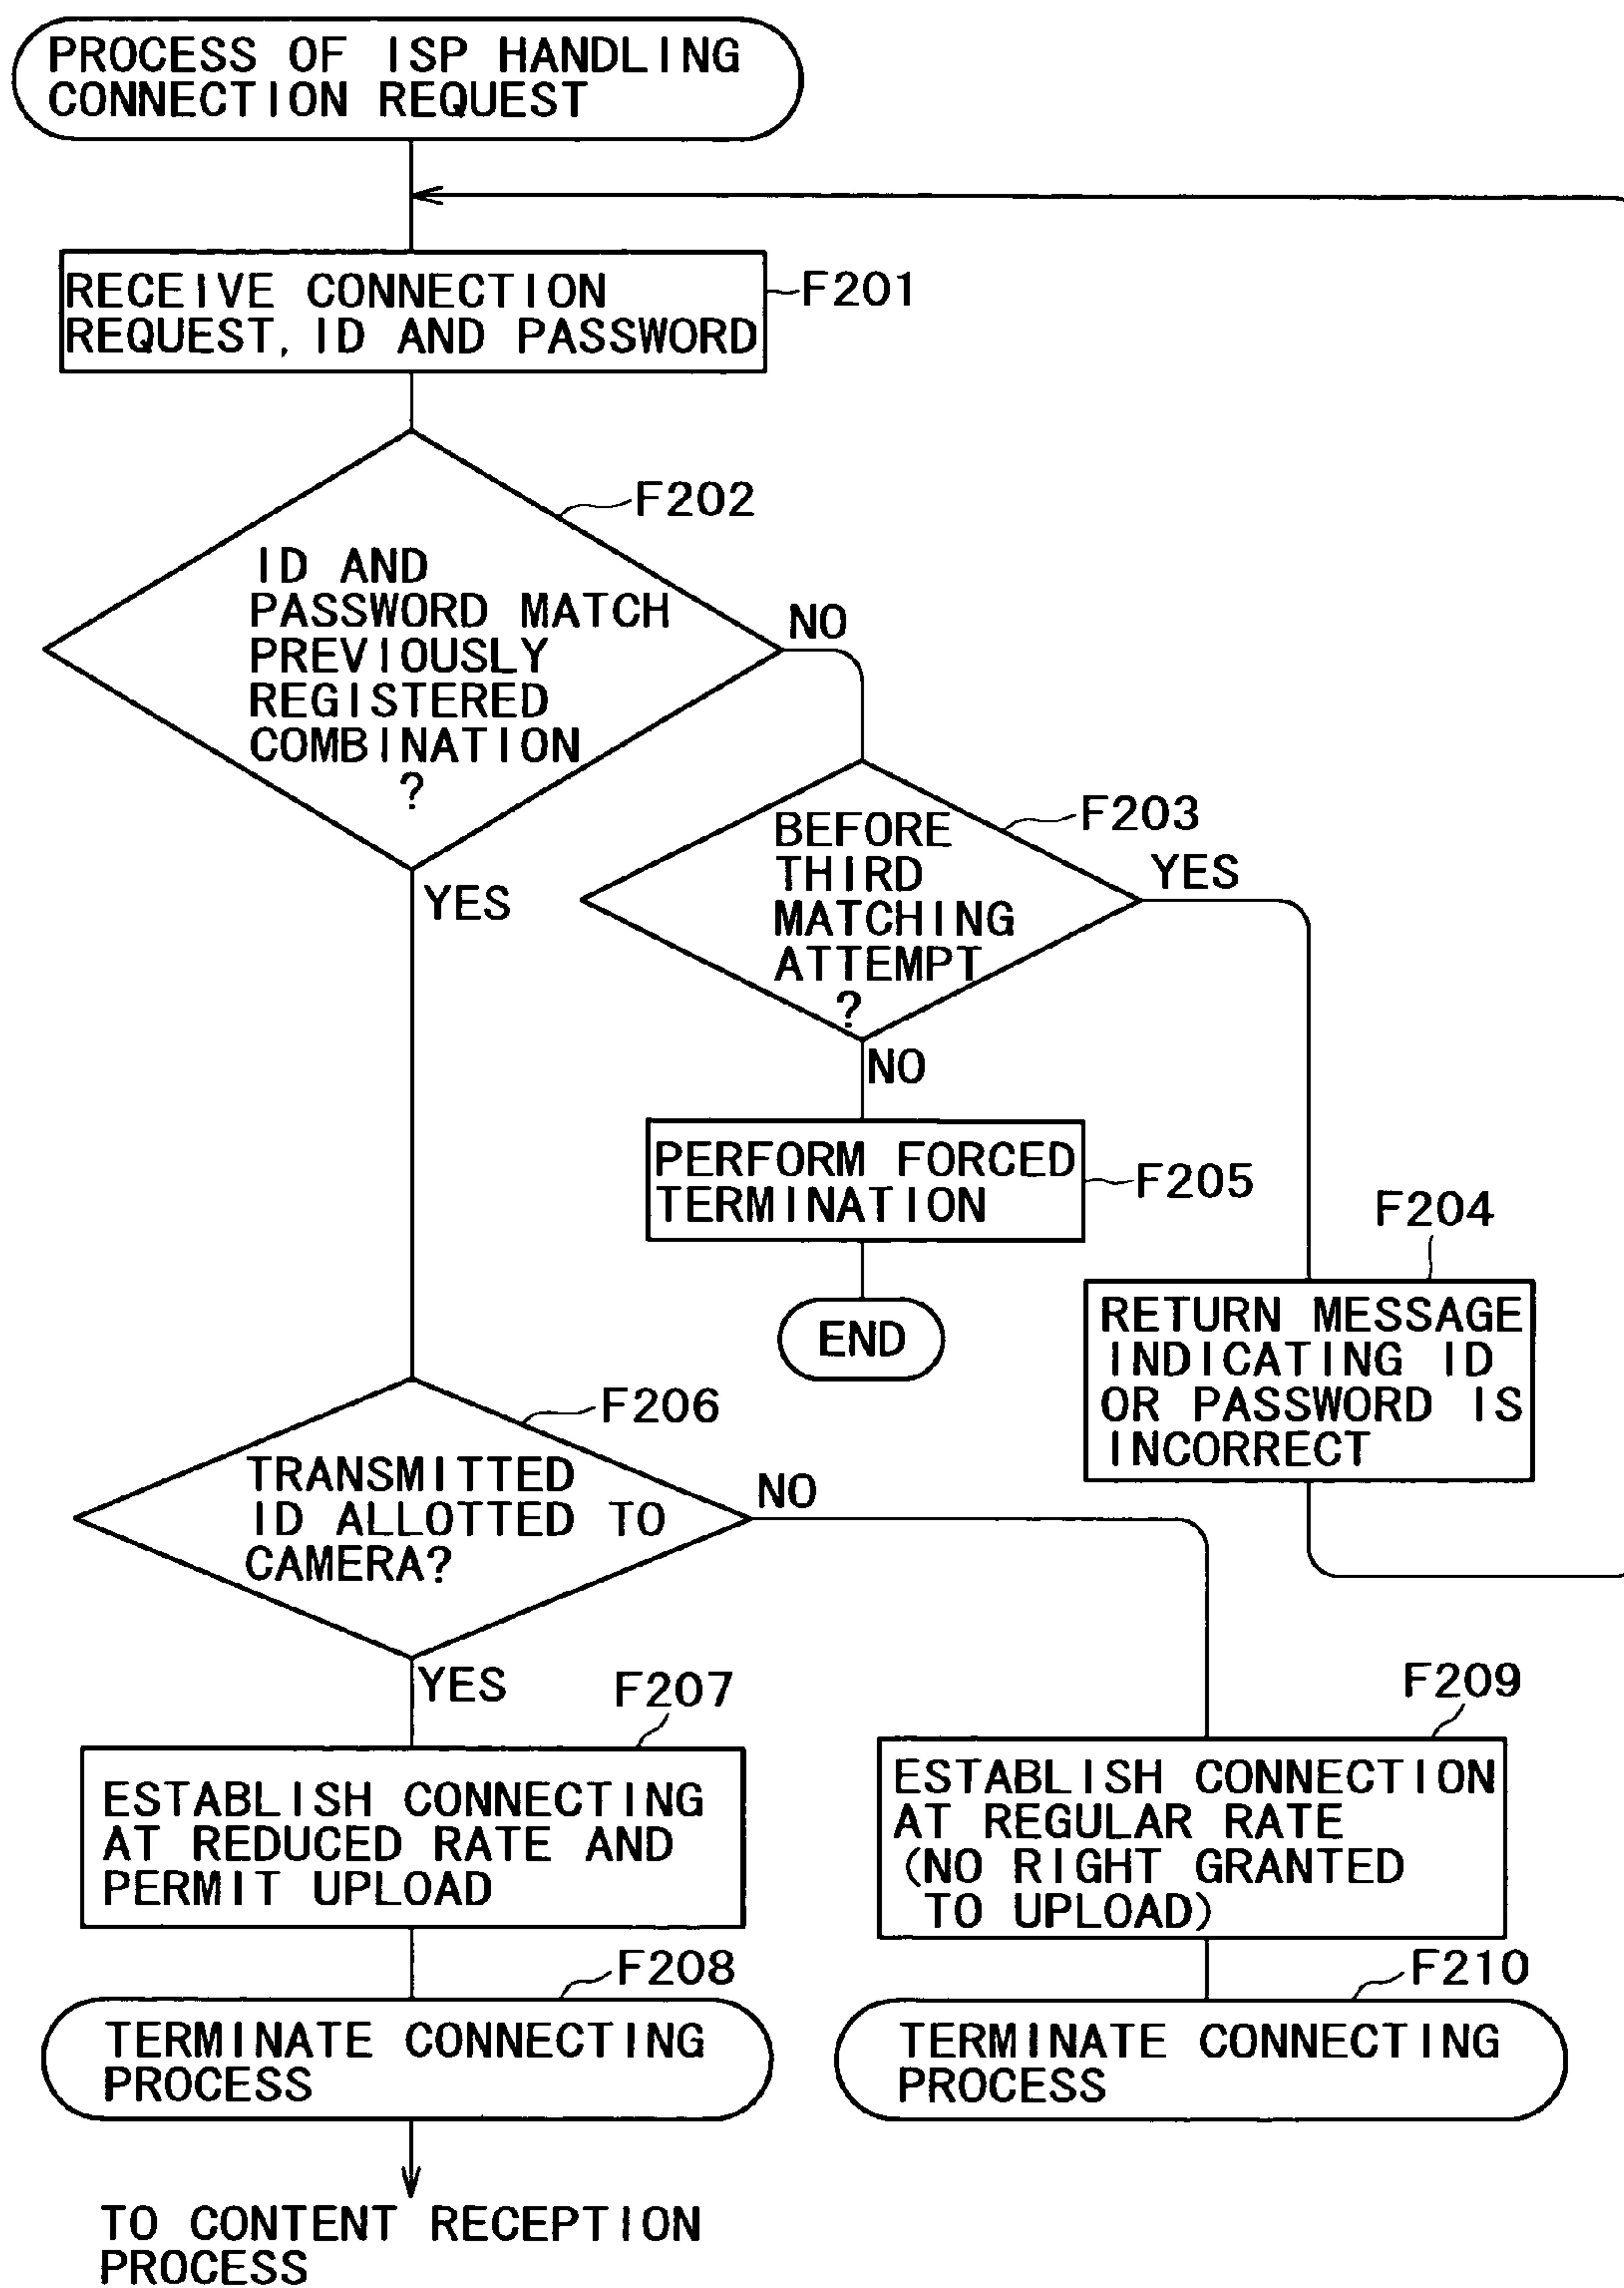 PROCESS OF ISP HANDLING
CONNECTION REQUEST
RECEIVE CONNECTION
REQUEST, ID AND PASSWORD
F201
F202
ID AND
PASSWORD MATCH
PREVIOUSLY
REGISTERED
COMBINATION
?
NO
YES
F203
BEFORE
THIRD
MATCHING
ATTEMPT
?
YES
NO
PERFORM FORCED
TERMINATION
F205
END
F204
RETURN MESSAGE
INDICATING ID
OR PASSWORD IS
INCORRECT
F206
TRANSMITTED
ID ALLOTTED TO
CAMERA?
NO
YES
F207
ESTABLISH CONNECTING
AT REDUCED RATE AND
PERMIT UPLOAD
F209
ESTABLISH CONNECTION
AT REGULAR RATE
(NO RIGHT GRANTED
TO UPLOAD)
F208
TERMINATE CONNECTING
PROCESS
F210
TERMINATE CONNECTING
PROCESS
TO CONTENT RECEPTION
PROCESS